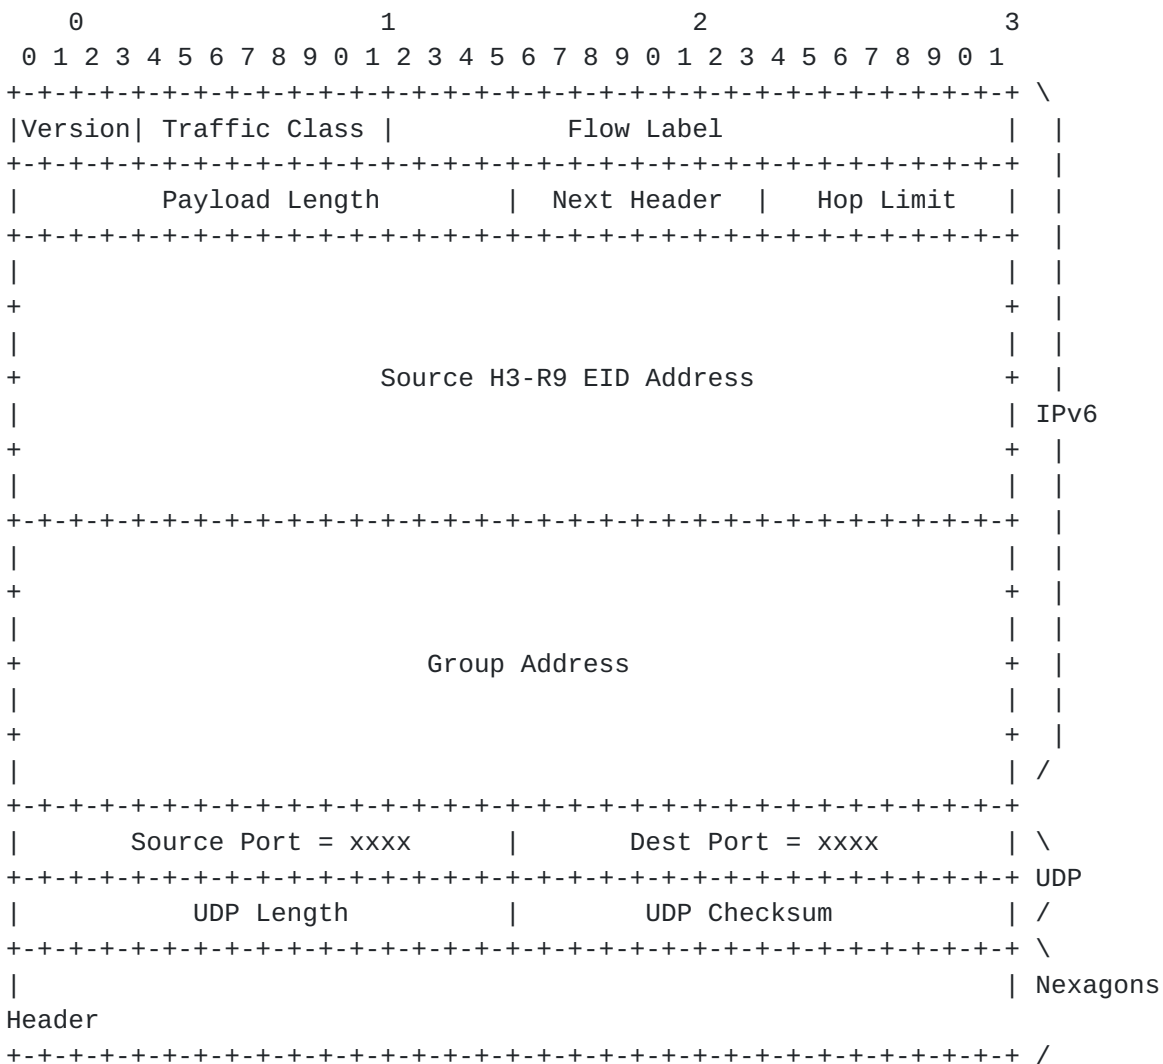 0                   1                   2                   3
 0 1 2 3 4 5 6 7 8 9 0 1 2 3 4 5 6 7 8 9 0 1 2 3 4 5 6 7 8 9 0 1
+-+-+-+-+-+-+-+-+-+-+-+-+-+-+-+-+-+-+-+-+-+-+-+-+-+-+-+-+-+-+-+-+ \
|Version| Traffic Class |           Flow Label                  |  |
+-+-+-+-+-+-+-+-+-+-+-+-+-+-+-+-+-+-+-+-+-+-+-+-+-+-+-+-+-+-+-+-+  |
|         Payload Length        |  Next Header  |   Hop Limit   |  |
+-+-+-+-+-+-+-+-+-+-+-+-+-+-+-+-+-+-+-+-+-+-+-+-+-+-+-+-+-+-+-+-+  |
|                                                               |  |
+                                                               +  |
|                                                               |  |
+                       Source H3-R9 EID Address                +  |
|                                                               | IPv6
+                                                               +  |
|                                                               |  |
+-+-+-+-+-+-+-+-+-+-+-+-+-+-+-+-+-+-+-+-+-+-+-+-+-+-+-+-+-+-+-+-+  |
|                                                               |  |
+                                                               +  |
|                                                               |  |
+                          Group Address                        +  |
|                                                               |  |
+                                                               +  |
|                                                               | /
+-+-+-+-+-+-+-+-+-+-+-+-+-+-+-+-+-+-+-+-+-+-+-+-+-+-+-+-+-+-+-+-+
|       Source Port = xxxx      |       Dest Port = xxxx        | \
+-+-+-+-+-+-+-+-+-+-+-+-+-+-+-+-+-+-+-+-+-+-+-+-+-+-+-+-+-+-+-+-+ UDP
|           UDP Length          |        UDP Checksum           | /
+-+-+-+-+-+-+-+-+-+-+-+-+-+-+-+-+-+-+-+-+-+-+-+-+-+-+-+-+-+-+-+-+ \
|                                                               | Nexagons
Header
+-+-+-+-+-+-+-+-+-+-+-+-+-+-+-+-+-+-+-+-+-+-+-+-+-+-+-+-+-+-+-+-+ /